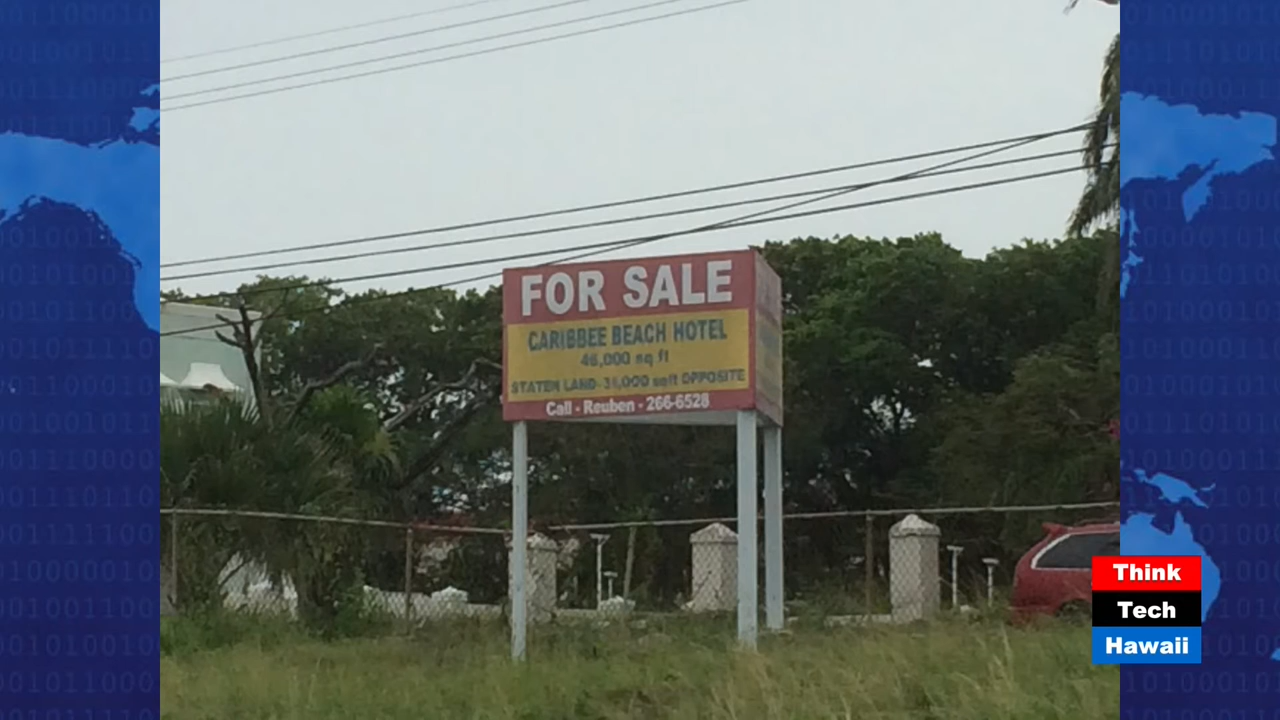 FOR SALE
CARIBBEE BEACH HOTEL
46,000 sq ft
STATEN LAND-31,000 sqft OPPOSITE
Call - Reuben - 266-6528
Think
Tech
Hawaii